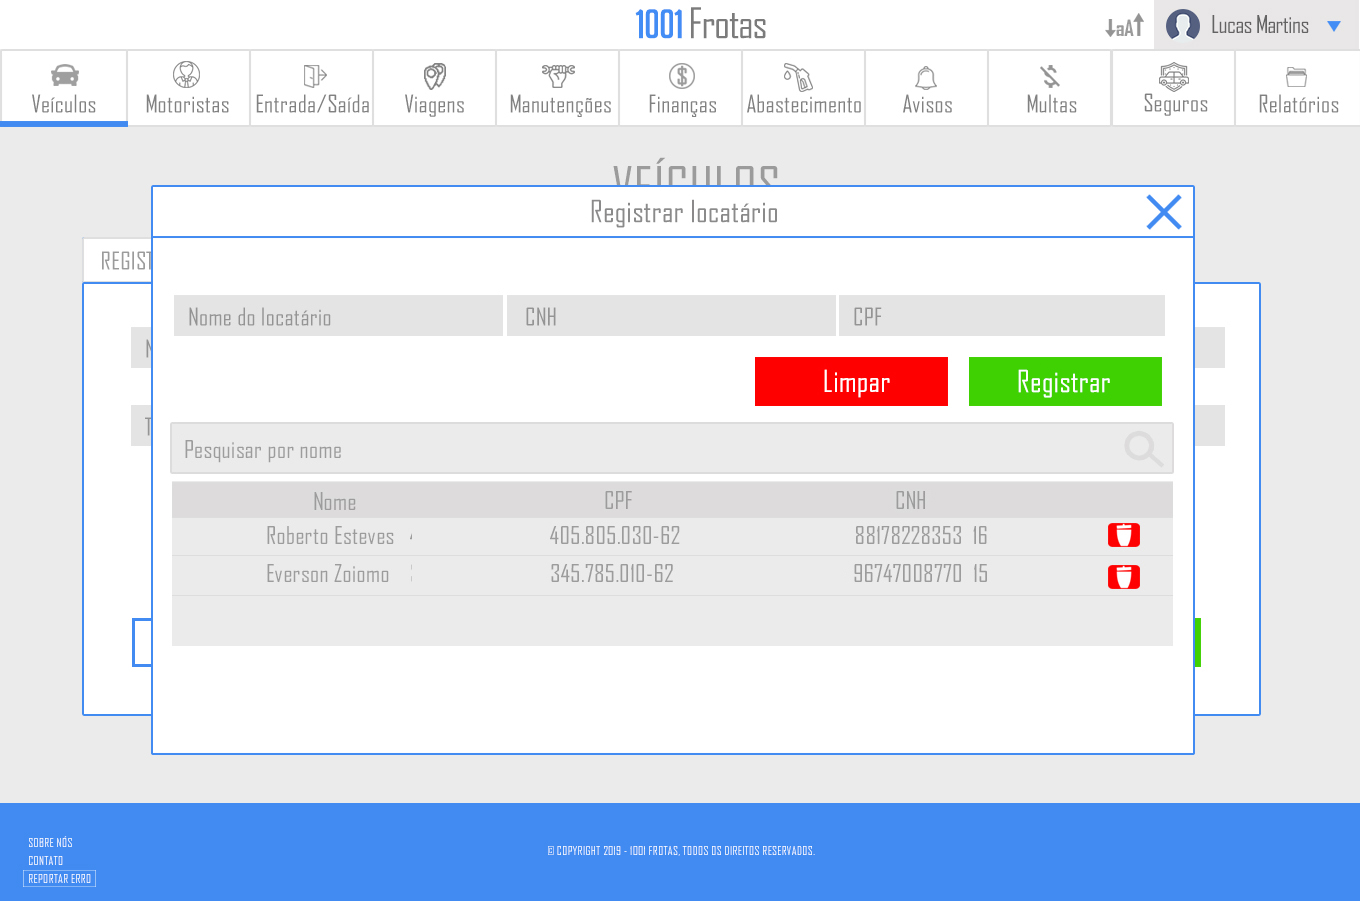 1001 Frotas
aA
Lucas Martins
Veículos Motoristas Entrada/Saída Viagens Manutenções Finanças Abastecimento Avisos Multas Seguros Relatórios
VEÍCULOS
Registrar locatário
REGIST
Nome do locatário CNH CPF
Limpar Registrar
Pesquisar por nome
Nome CPF CNH
Roberto Esteves 405.805.030-62 88178228353 16
Everson Zoiomo 345.785.010-62 96747008770 15
SOBRE NÓS
© COPYRIGHT 2019 - 1001 FROTAS, TODOS OS DIREITOS RESERVADOS.
CONTATO
REPORTAR ERRO